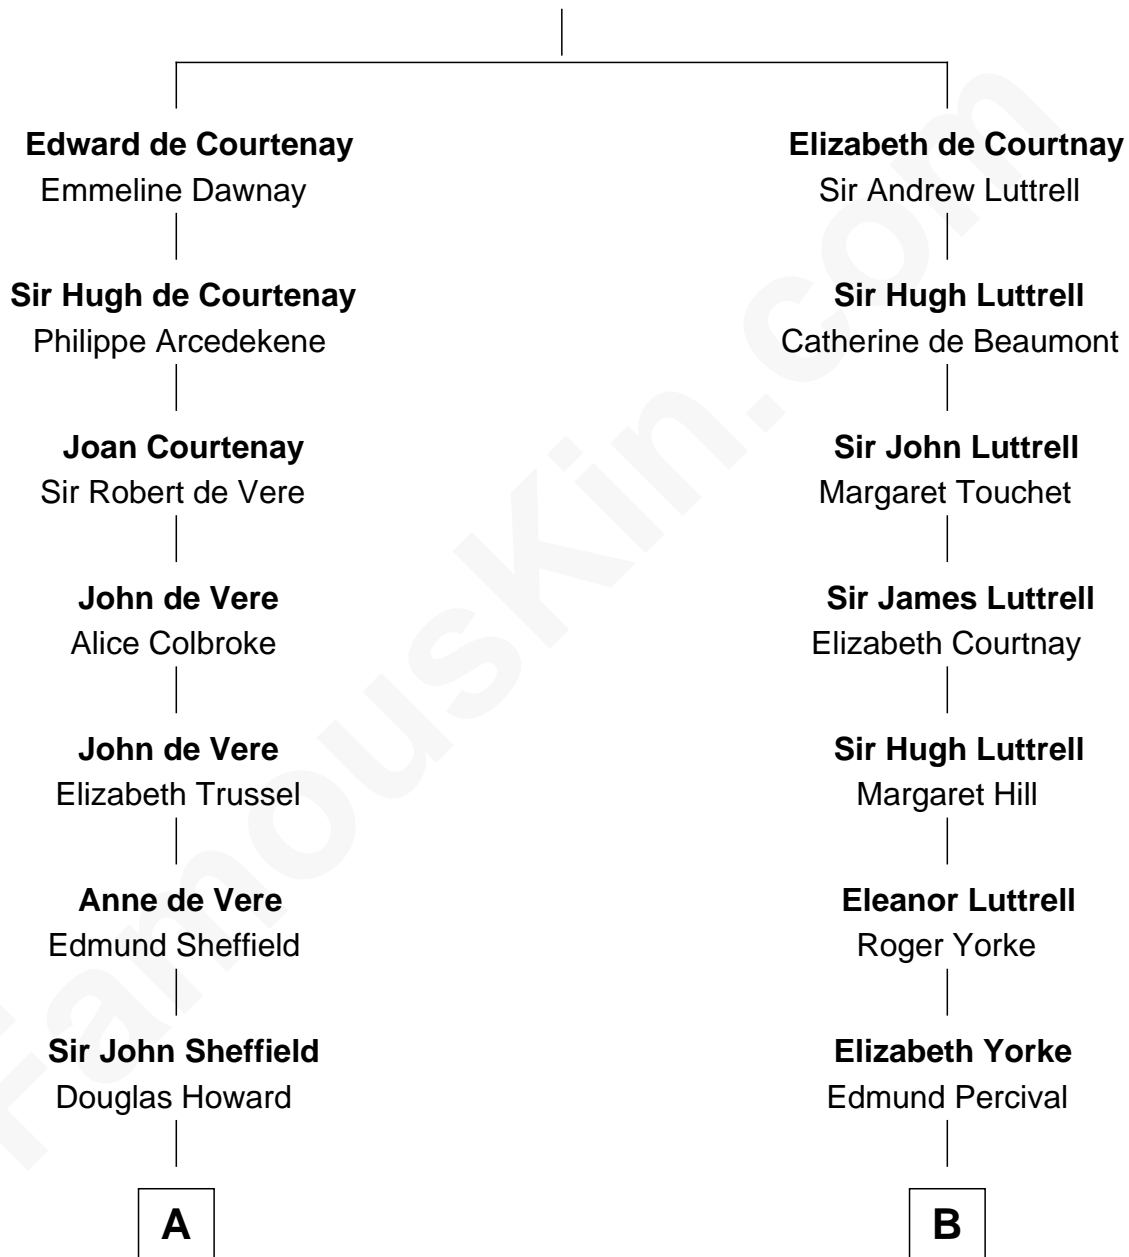 Edward de Courtenay
Emmeline Dawnay
Sir Hugh de Courtenay
Philippe Arcedekene
Joan Courtenay
Sir Robert de Vere
John de Vere
Alice Colbroke
John de Vere
Elizabeth Trussel
Anne de Vere
Edmund Sheffield
Sir John Sheffield
Douglas Howard
A
Elizabeth de Courtnay
Sir Andrew Luttrell
Sir Hugh Luttrell
Catherine de Beaumont
Sir John Luttrell
Margaret Touchet
Sir James Luttrell
Elizabeth Courtnay
Sir Hugh Luttrell
Margaret Hill
Eleanor Luttrell
Roger Yorke
Elizabeth Yorke
Edmund Percival
B
FamousKin.com